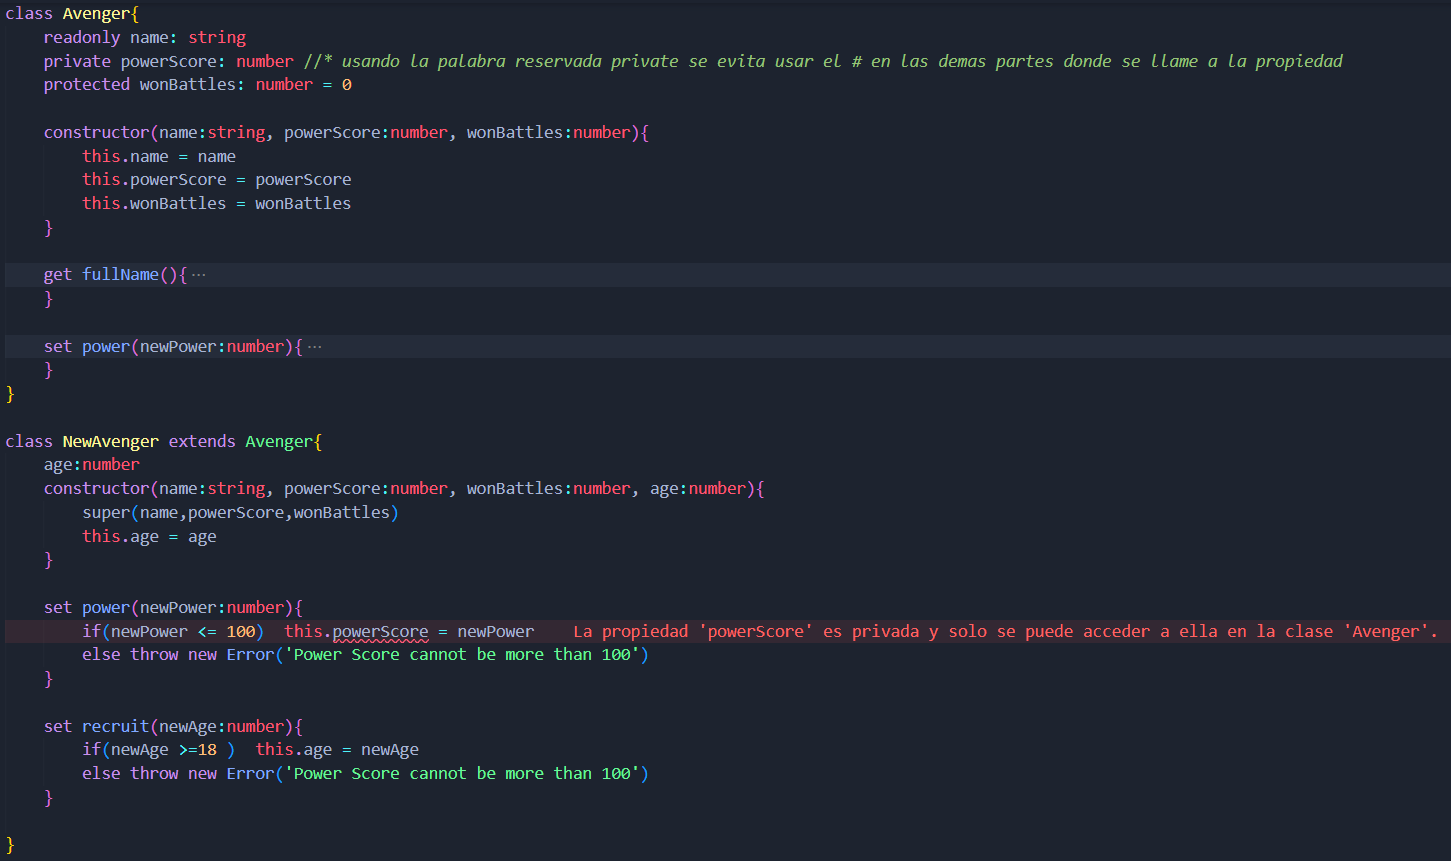 class Avenger{
    readonly name: string
    private powerScore: number //* usando la palabra reservada private se evita usar el # en las demas partes donde se llame a la propiedad
    protected wonBattles: number = 0

    constructor(name:string, powerScore:number, wonBattles:number){
        this.name = name
        this.powerScore = powerScore
        this.wonBattles = wonBattles
    }

    get fullName(){ ···
    }

    set power(newPower:number){ ···
    }
}

class NewAvenger extends Avenger{
    age:number
    constructor(name:string, powerScore:number, wonBattles:number, age:number){
        super(name,powerScore,wonBattles)
        this.age = age
    }

    set power(newPower:number){
        if(newPower <= 100)  this.powerScore = newPower    La propiedad 'powerScore' es privada y solo se puede acceder a ella en la clase 'Avenger'.
        else throw new Error('Power Score cannot be more than 100')
    }

    set recruit(newAge:number){
        if(newAge >=18 )  this.age = newAge
        else throw new Error('Power Score cannot be more than 100')
    }

}